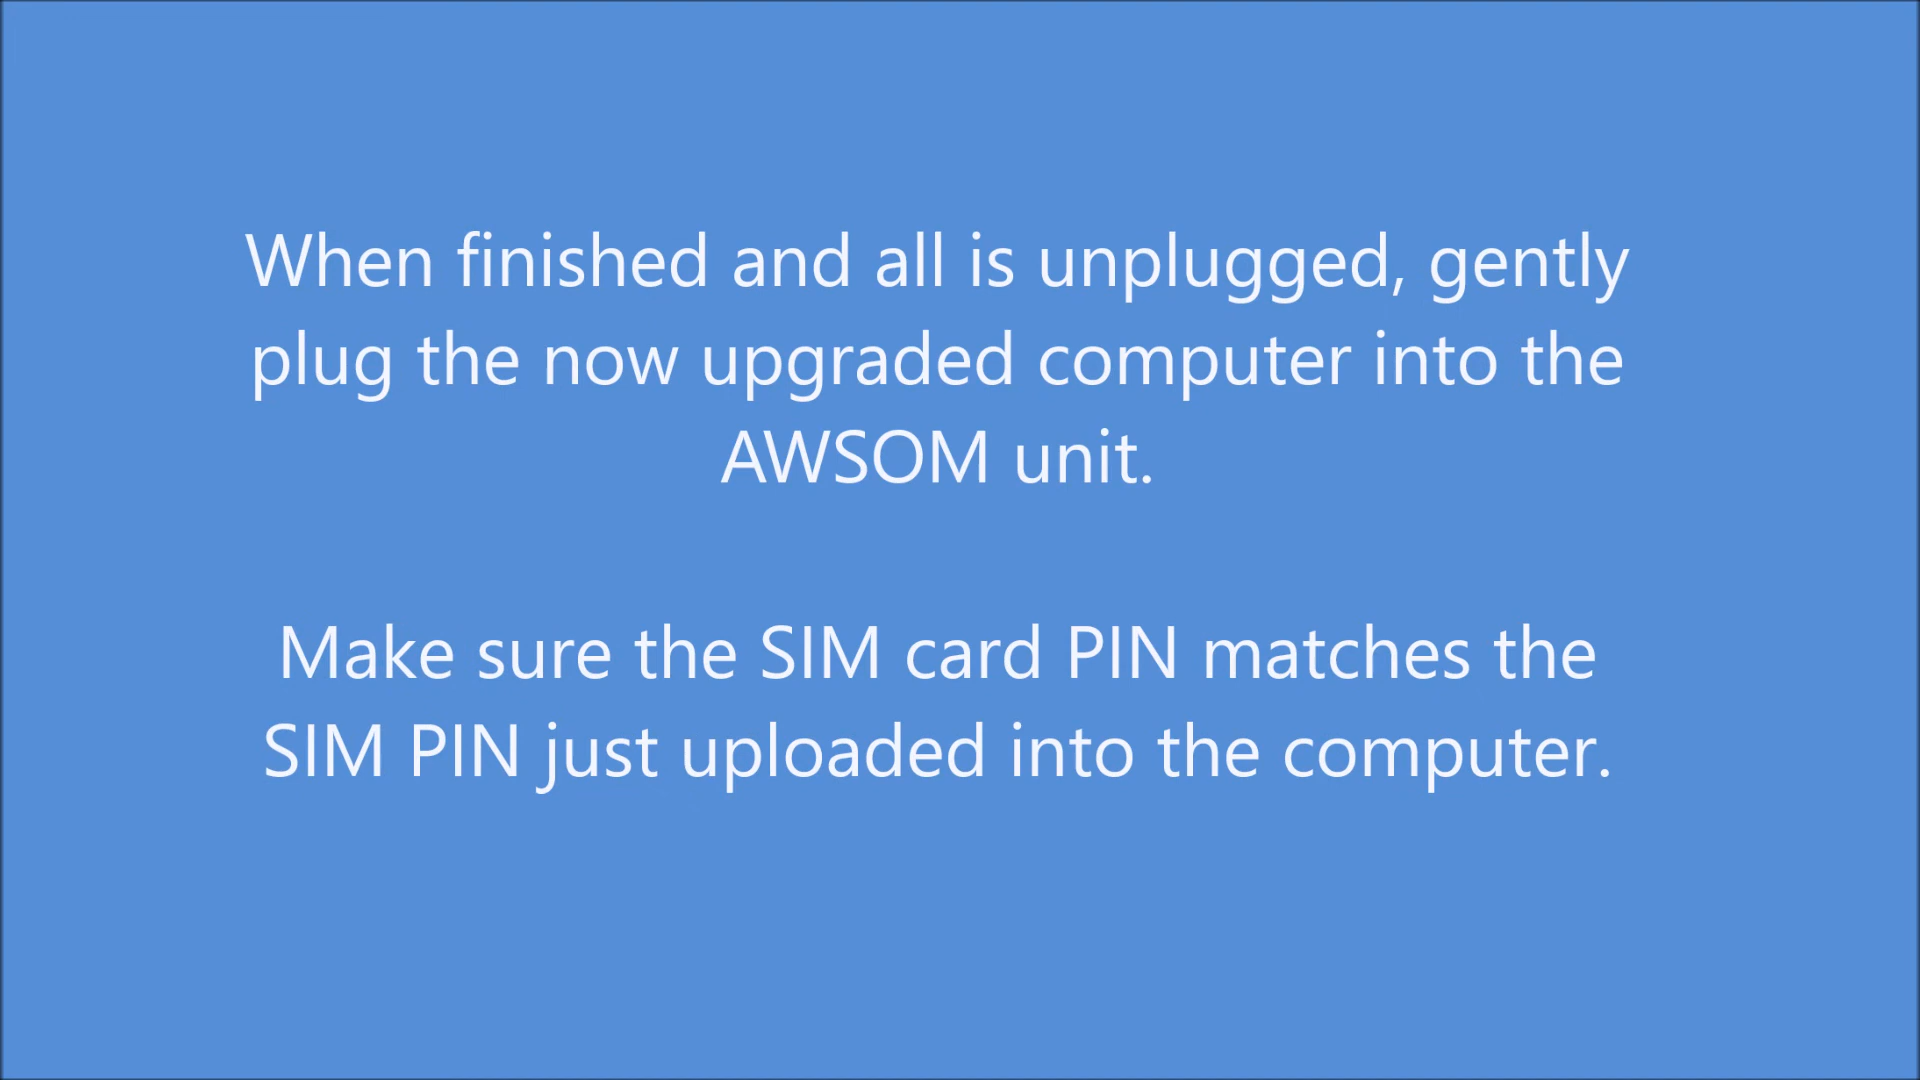 When finished and all is unplugged, gently
plug the now upgraded computer into the
AWSOM unit.
Make sure the SIM card PIN matches the
SIM PIN just uploaded into the computer.